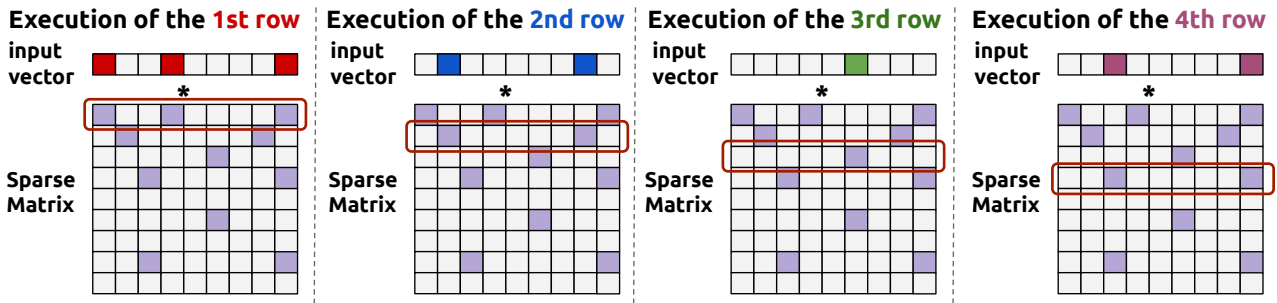 Execution of the 1st row
input
vector
*
Sparse
Matrix
Execution of the 2nd row
input
vector
*
Sparse
Matrix
Execution of the 3rd row
input
vector
*
Sparse
Matrix
Execution of the 4th row
input
vector
*
Sparse
Matrix